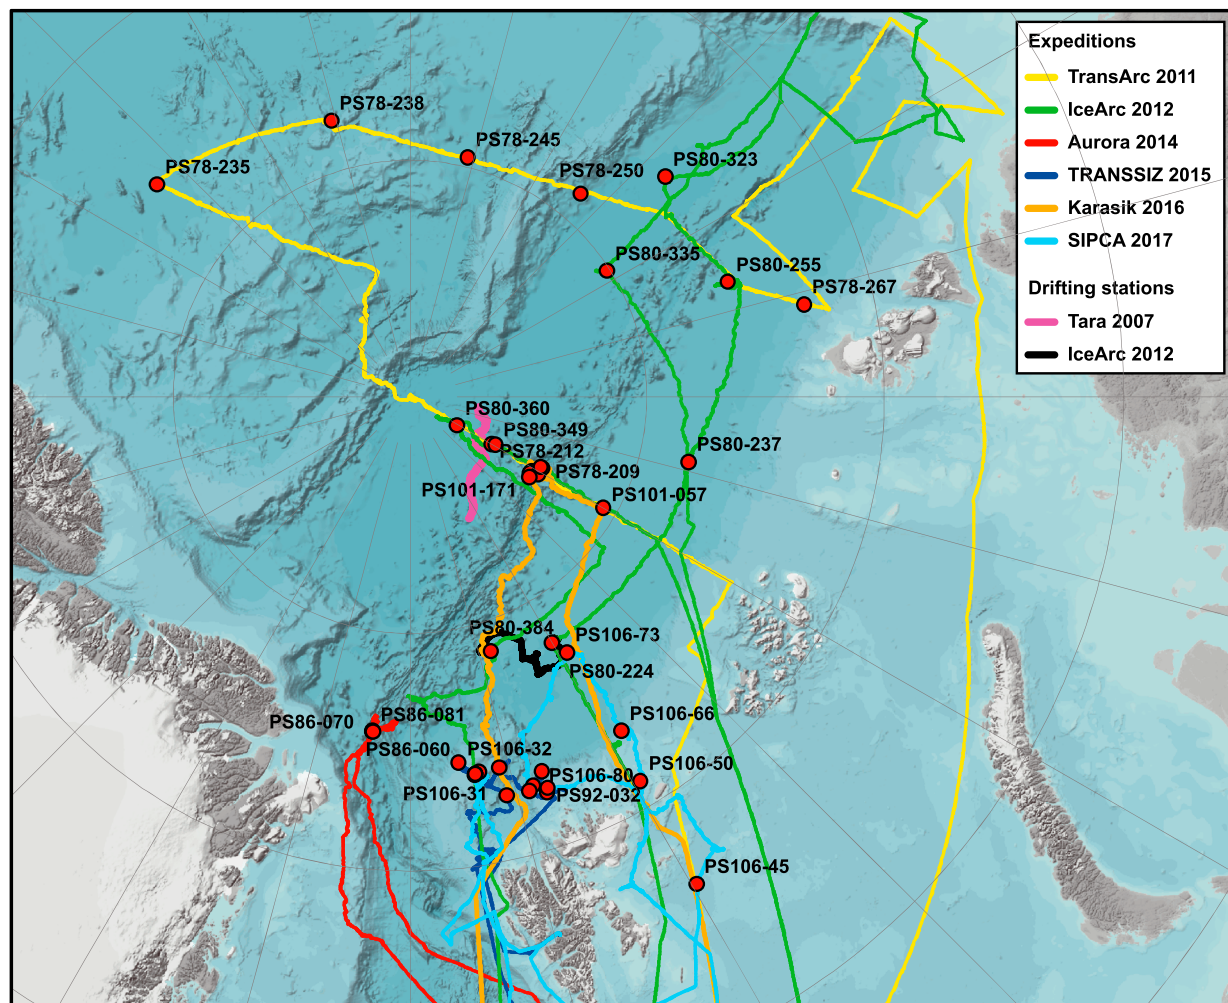 Expeditions
TransArc 2011
IceArc 2012
Aurora 2014
TRANSSIZ 2015
Karasik 2016
SIPCA 2017
Drifting stations
Tara 2007
IceArc 2012
PS78-238
PS78-245
PS78-235
PS78-250
PS80-323
PS80-335
PS80-255
PS78-267
PS80-360
PS80-349
PS78-212
PS80-237
PS78-209
PS101-171
PS101-057
PS80-384
PS106-73
PS80-224
PS86-070
PS86-081
PS106-66
PS86-060
PS106-32
PS106-50
PS106-80
PS106-31
PS92-032
PS106-45